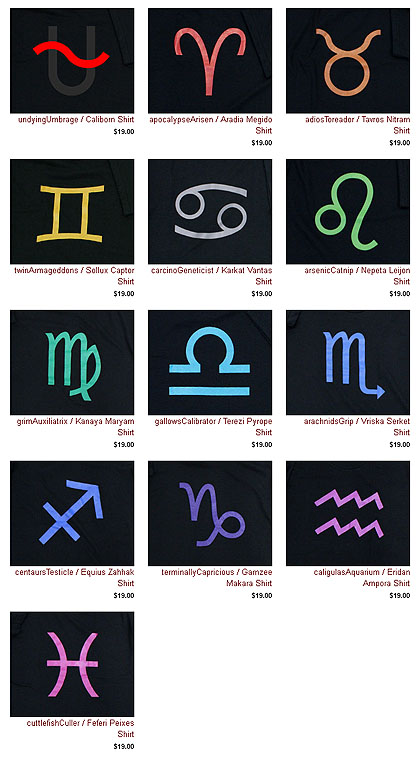 undyingUmbrage / Caliborn Shirt
$19.00
apocalypseArisen / Aradia Megido
Shirt
$19.00
adiosToreador / Tavros Nitram
Shirt
$19.00
twinArmageddons / Sollux Captor
Shirt
$19.00
carcinoGeneticist / Karkat Vantas
Shirt
$19.00
arsenicCatnip / Nepeta Leijon
Shirt
$19.00
grimAuxiliatrix / Kanaya Maryam
Shirt
$19.00
gallowsCalibrator / Terezi Pyrope
Shirt
$19.00
arachnidsGrip / Vriska Serket
Shirt
$19.00
centaursTesticle / Equius Zahhak
Shirt
$19.00
terminallyCapricious / Gamzee
Makara Shirt
$19.00
caligulasAquarium / Eridan
Ampora Shirt
$19.00
cuttlefishCuller / Feferi Peixes
Shirt
$19.00